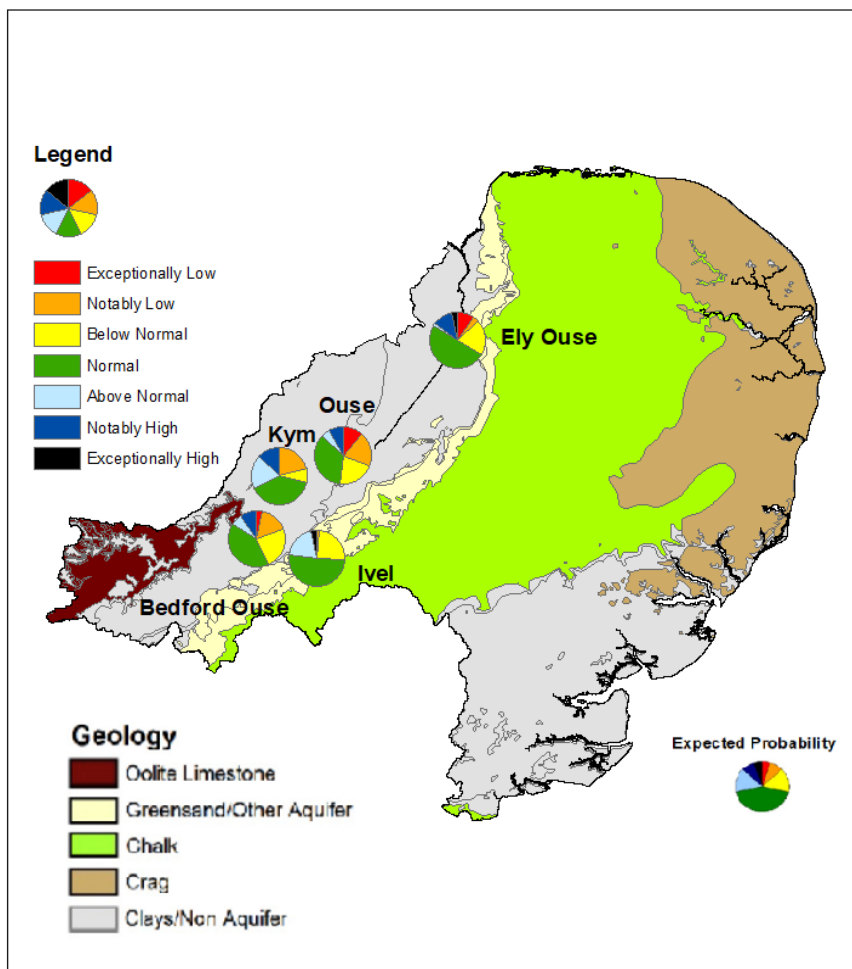 Legend
Exceptionally Low
Notably Low
Below Normal
Normal
Above Normal
Notably High
Exceptionally High
Ely Ouse
Ouse
Kym
Ivel
Bedford Ouse
Geology
Oolite Limestone
Greensand/Other Aquifer
Chalk
Crag
Clays/Non Aquifer
Expected Probability